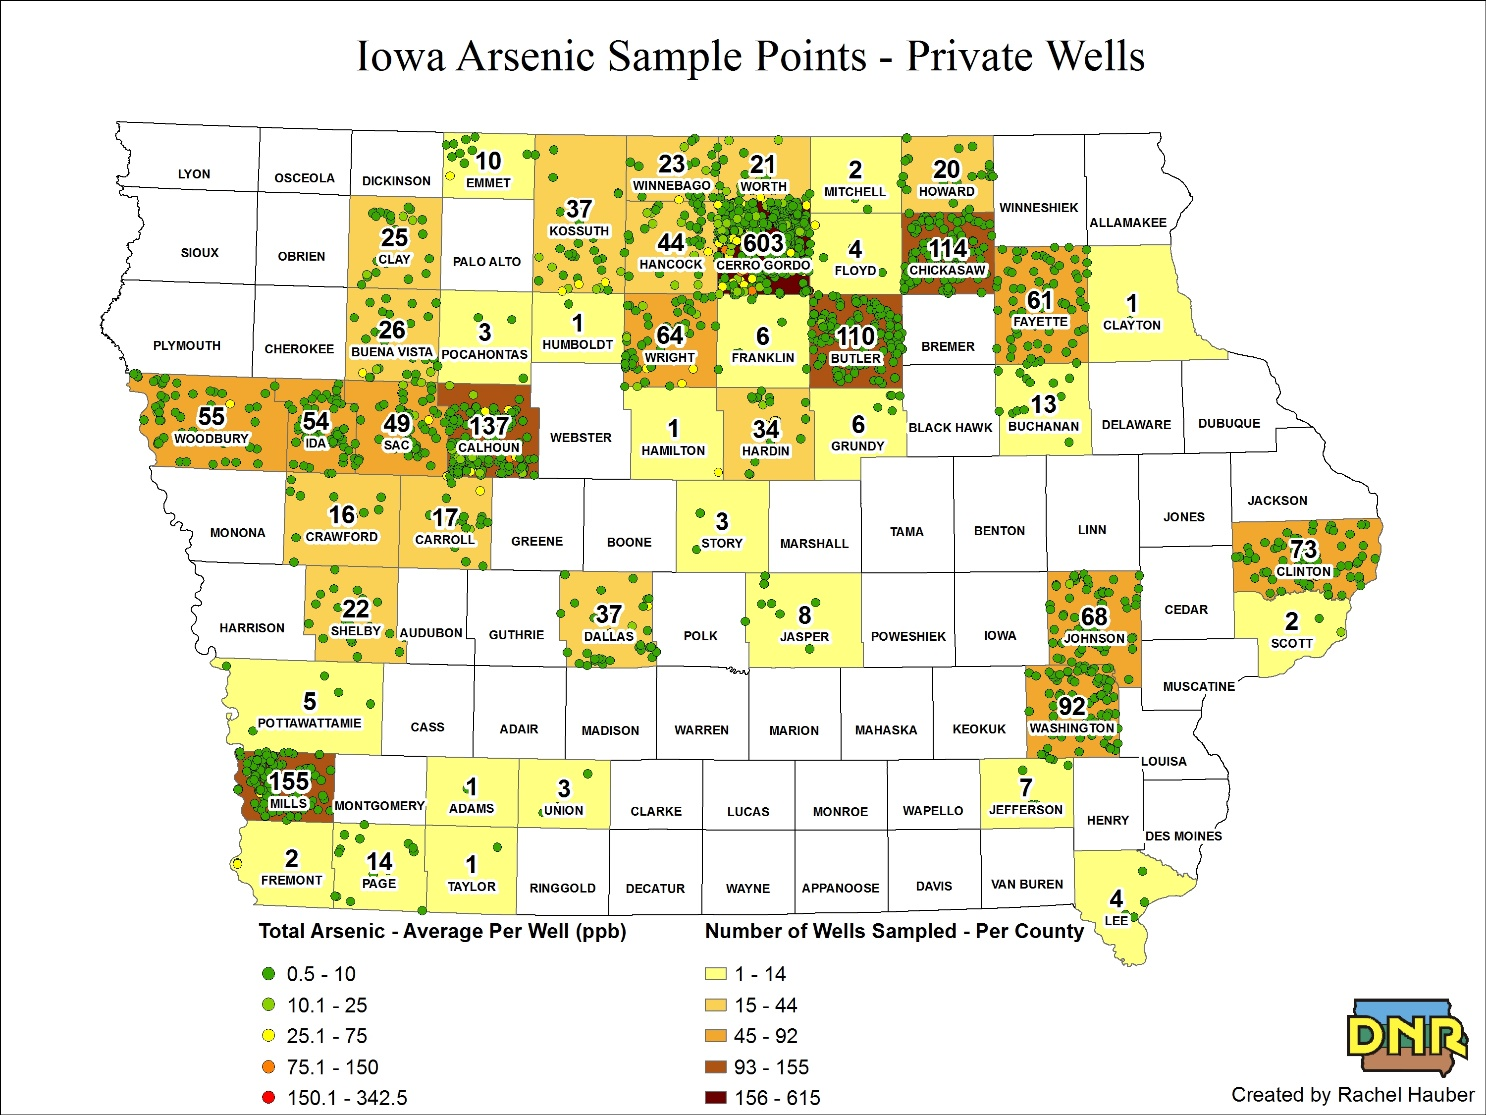 Iowa Arsenic Sample Points - Private Wells
LYON
OSCEOLA
DICKINSON
10
EMMET
37
KOSSUTH
23
WINNEBAGO
21
WORTH
2
MITCHELL
20
HOWARD
WINNESHIEK
ALLAMAKEE
SIOUX
OBRIEN
25
CLAY
PALO ALTO
44
HANCOCK
603
CERRO GORDO
4
FLOYD
114
CHICKASAW
PLYMOUTH
CHEROKEE
26
BUENA VISTA
3
POCAHONTAS
1
HUMBOLDT
64
WRIGHT
6
FRANKLIN
110
BUTLER
BREMER
61
FAYETTE
1
CLAYTON
55
WOODBURY
54
IDA
49
SAC
137
CALHOUN
WEBSTER
1
HAMILTON
34
HARDIN
6
GRUNDY
BLACK HAWK
13
BUCHANAN
DELAWARE
DUBUQUE
MONONA
16
CRAWFORD
17
CARROLL
GREENE
BOONE
3
STORY
MARSHALL
TAMA
BENTON
LINN
JONES
JACKSON
73
CLINTON
HARRISON
22
SHELBY
AUDUBON
GUTHRIE
37
DALLAS
POLK
8
JASPER
POWESHIEK
IOWA
68
JOHNSON
CEDAR
2
SCOTT
MUSCATINE
5
POTTAWATTAMIE
CASS
ADAIR
MADISON
WARREN
MARION
MAHASKA
KEOKUK
92
WASHINGTON
LOUISA
155
MILLS
MONTGOMERY
1
ADAMS
3
UNION
CLARKE
LUCAS
MONROE
WAPELLO
7
JEFFERSON
HENRY
DES MOINES
2
FREMONT
14
PAGE
1
TAYLOR
RINGGOLD
DECATUR
WAYNE
APPANOOSE
DAVIS
VAN BUREN
4
LEE
Total Arsenic - Average Per Well (ppb)
0.5 - 10
10.1 - 25
25.1 - 75
75.1 - 150
150.1 - 342.5
Number of Wells Sampled - Per County
1 - 14
15 - 44
45 - 92
93 - 155
156 - 615
DNR
Created by Rachel Hauber